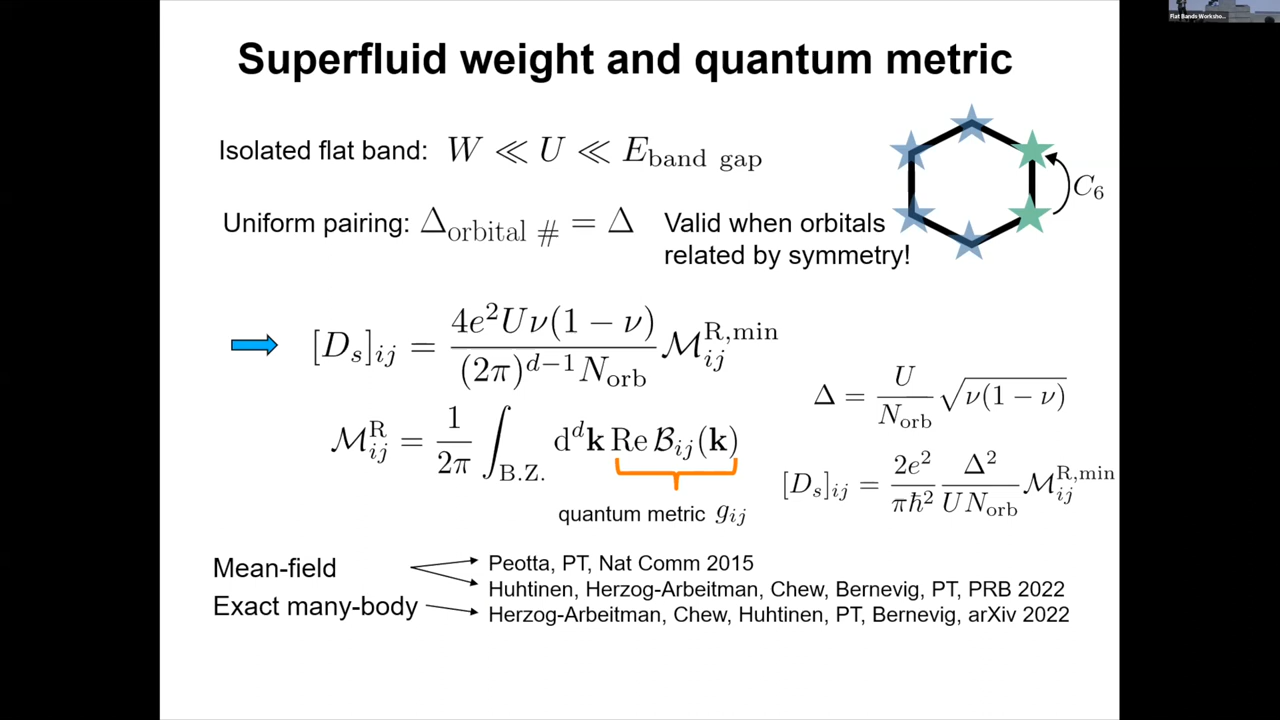 Flat Bands Worksho...
Superfluid weight and quantum metric
Isolated flat band: W ≪ U ≪ E_band gap
C_6
Uniform pairing: Δ_orbital # = Δ
Valid when orbitals
related by symmetry!
[D_s]_ij = 4e²Uν(1 − ν) / ((2π)^{d−1} N_orb) ℳ_ij^{R,min}
Δ = U / N_orb √(ν(1 − ν))
ℳ_ij^R = 1 / 2π ∫_B.Z. d^d k Re ℬ_ij(k)
[D_s]_ij = 2e² / πħ² Δ² / U N_orb ℳ_ij^{R,min}
quantum metric g_ij
Mean-field
Peotta, PT, Nat Comm 2015
Huhtinen, Herzog-Arbeitman, Chew, Bernevig, PT, PRB 2022
Exact many-body
Herzog-Arbeitman, Chew, Huhtinen, PT, Bernevig, arXiv 2022